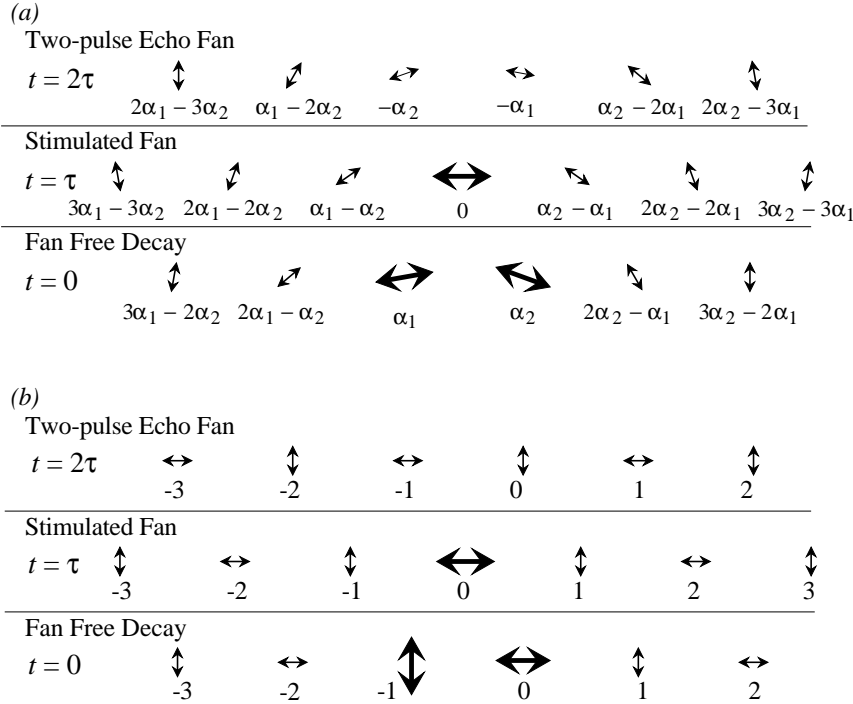 (a)
Two-pulse Echo Fan
t = 2τ
2α₁ − 3α₂ α₁ − 2α₂ −α₂ −α₁ α₂ − 2α₁ 2α₂ − 3α₁
Stimulated Fan
t = τ
3α₁ − 3α₂ 2α₁ − 2α₂ α₁ − α₂ 0 α₂ − α₁ 2α₂ − 2α₁ 3α₂ − 3α₁
Fan Free Decay
t = 0
3α₁ − 2α₂ 2α₁ − α₂ α₁ α₂ 2α₂ − α₁ 3α₂ − 2α₁
(b)
Two-pulse Echo Fan
t = 2τ
-3 -2 -1 0 1 2
Stimulated Fan
t = τ
-3 -2 -1 0 1 2 3
Fan Free Decay
t = 0
-3 -2 -1 0 1 2